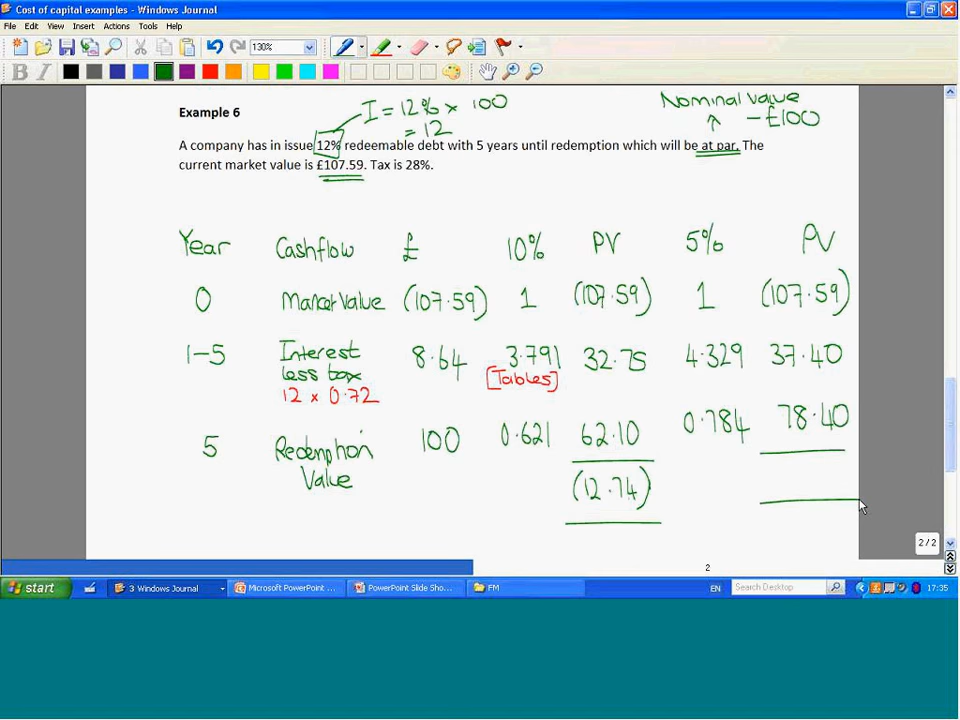 Cost of capital examples - Windows Journal
File Edit View Insert Actions Tools Help
130%
B I
Example 6
I = 12% x 100
= 12
Nominal value
- £100
A company has in issue 12% redeemable debt with 5 years until redemption which will be at par. The
current market value is £107.59. Tax is 28%.
Year Cashflow £ 10% PV 5% PV
0 Market Value (107.59) 1 (107.59) 1 (107.59)
1-5 Interest less tax 8.64 3.791 32.75 4.329 37.40
12 x 0.72 [Tables]
5 Redemption Value 100 0.621 62.10 0.784 78.40
(12.74)
2
2 / 2
start 3 Windows Journal Microsoft PowerPoint ... PowerPoint Slide Sho... FM EN Search Desktop 17:35